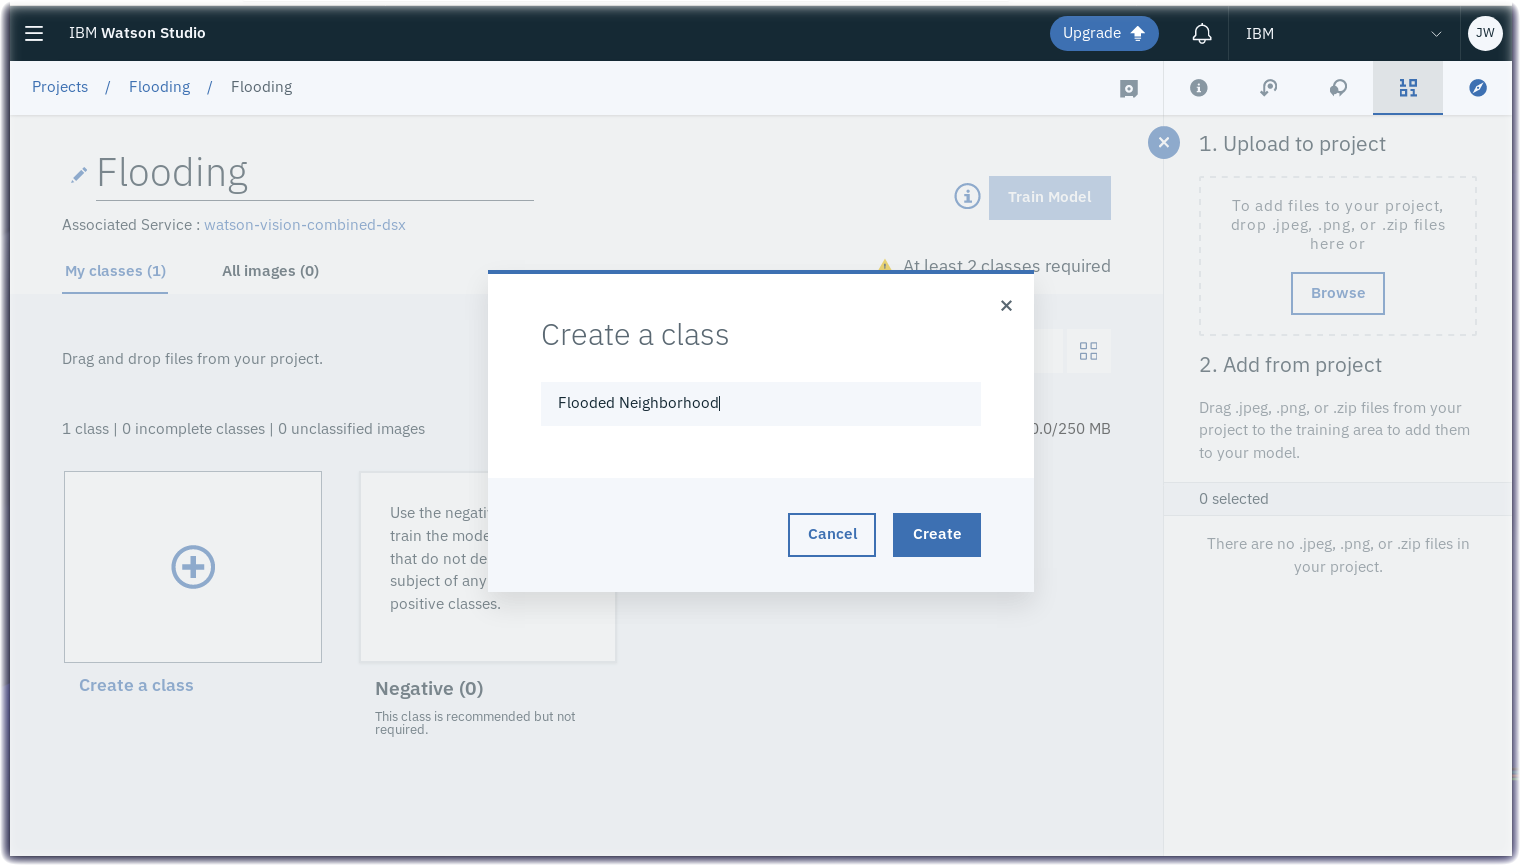 IBM Watson Studio
Upgrade
IBM
JW
Projects / Flooding / Flooding
Flooding
Train Model
Associated Service : watson-vision-combined-dsx
My classes (1)
All images (0)
At least 2 classes required
Drag and drop files from your project.
1 class | 0 incomplete classes | 0 unclassified images
0.0/250 MB
Create a class
Flooded Neighborhood
Cancel
Create
Use the negati
train the mode
that do not de
subject of any
positive classes.
Create a class
Negative (0)
This class is recommended but not
required.
1. Upload to project
To add files to your project,
drop .jpeg, .png, or .zip files
here or
Browse
2. Add from project
Drag .jpeg, .png, or .zip files from your
project to the training area to add them
to your model.
0 selected
There are no .jpeg, .png, or .zip files in
your project.